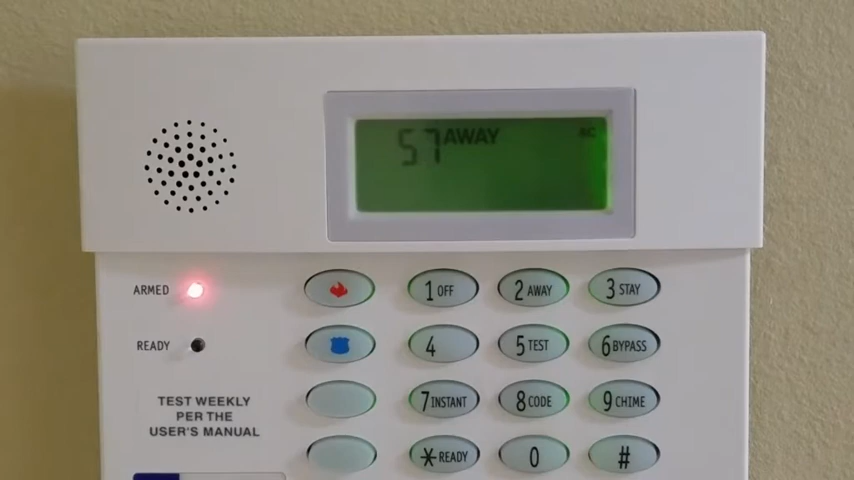 57 AWAY AC
ARMED
1 OFF 2 AWAY 3 STAY
READY
4 5 TEST 6 BYPASS
TEST WEEKLY
PER THE
USER'S MANUAL
7 INSTANT 8 CODE 9 CHIME
* READY 0 #